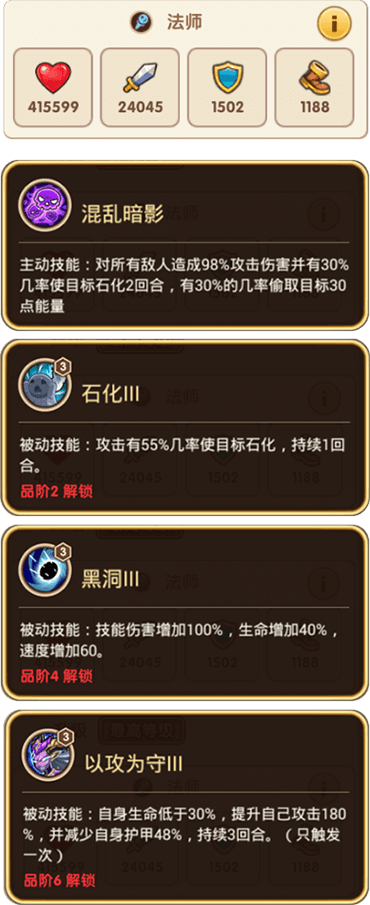 法师
415599 24045 1502 1188
混乱暗影
主动技能：对所有敌人造成98%攻击伤害并有30%
几率使目标石化2回合，有30%的几率偷取目标30
点能量
3
石化III
被动技能：攻击有55%几率使目标石化，持续1回
合。
品阶2 解锁
3
黑洞III
被动技能：技能伤害增加100%，生命增加40%，
速度增加60。
品阶4 解锁
3
以攻为守III
被动技能：自身生命低于30%，提升自己攻击180
%，并减少自身护甲48%，持续3回合。（只触发
一次）
品阶6 解锁